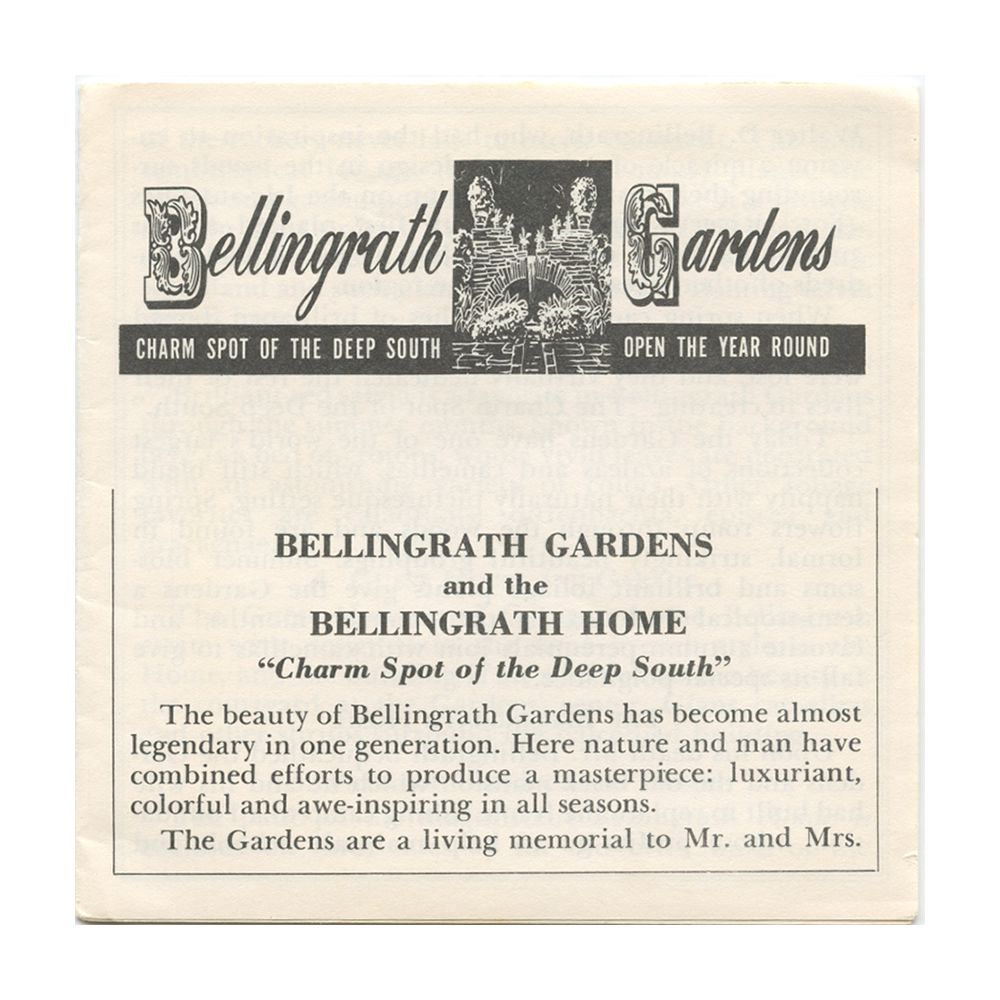 Bellingrath Gardens
CHARM SPOT OF THE DEEP SOUTH OPEN THE YEAR ROUND
BELLINGRATH GARDENS
and the
BELLINGRATH HOME
“Charm Spot of the Deep South”
The beauty of Bellingrath Gardens has become almost
legendary in one generation. Here nature and man have
combined efforts to produce a masterpiece: luxuriant,
colorful and awe-inspiring in all seasons.
The Gardens are a living memorial to Mr. and Mrs.